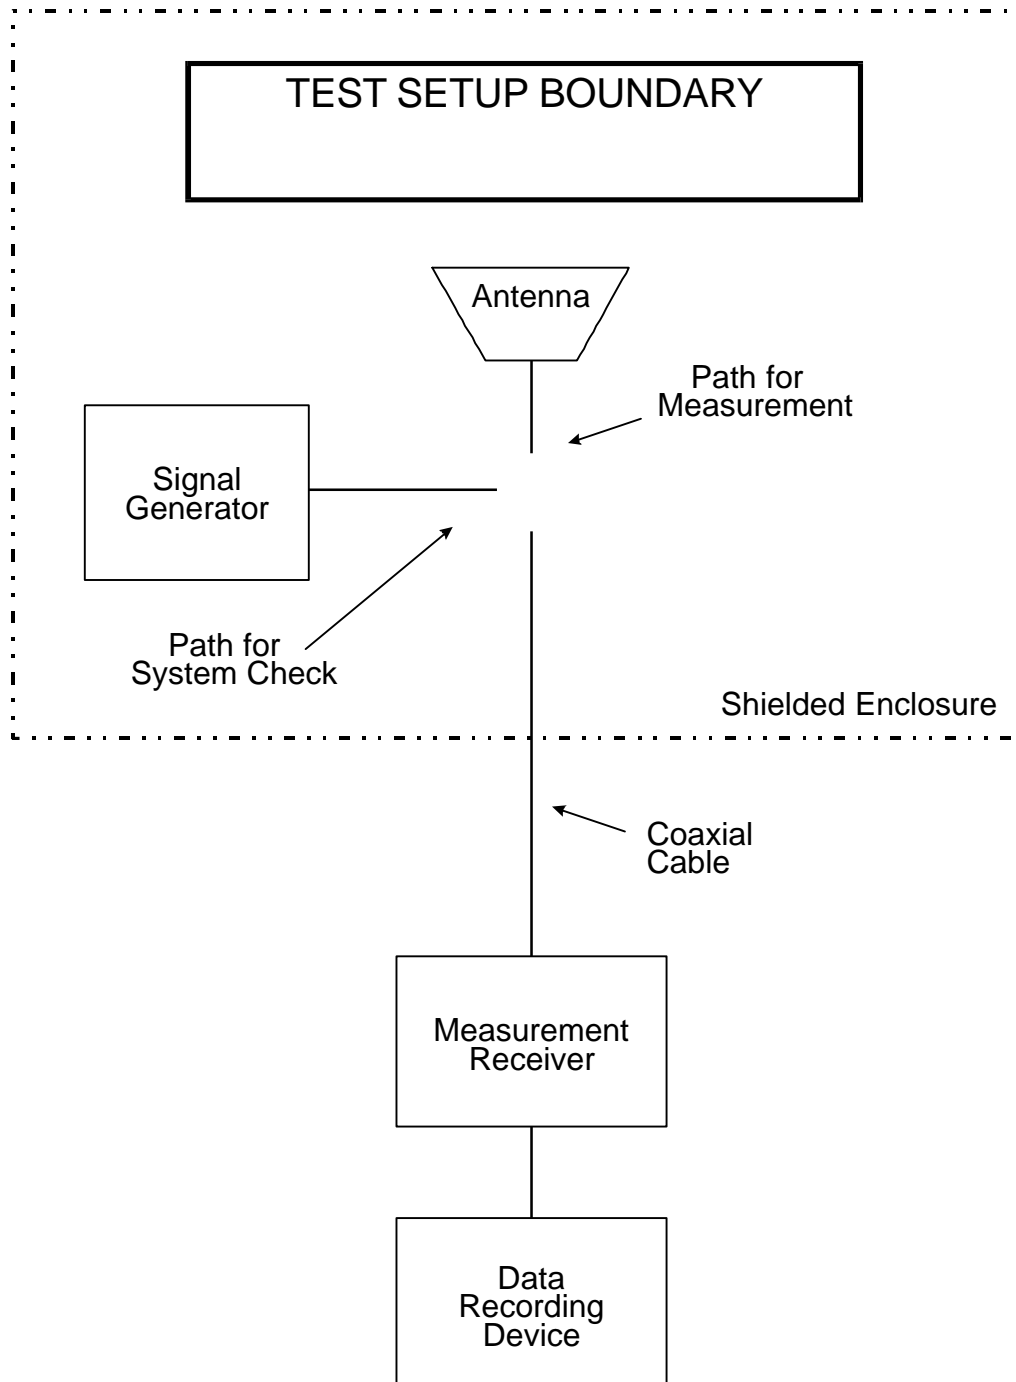 TEST SETUP BOUNDARY
Antenna
Path for
Measurement
Signal
Generator
Path for
System Check
Shielded Enclosure
Coaxial
Cable
Measurement
Receiver
Data
Recording
Device